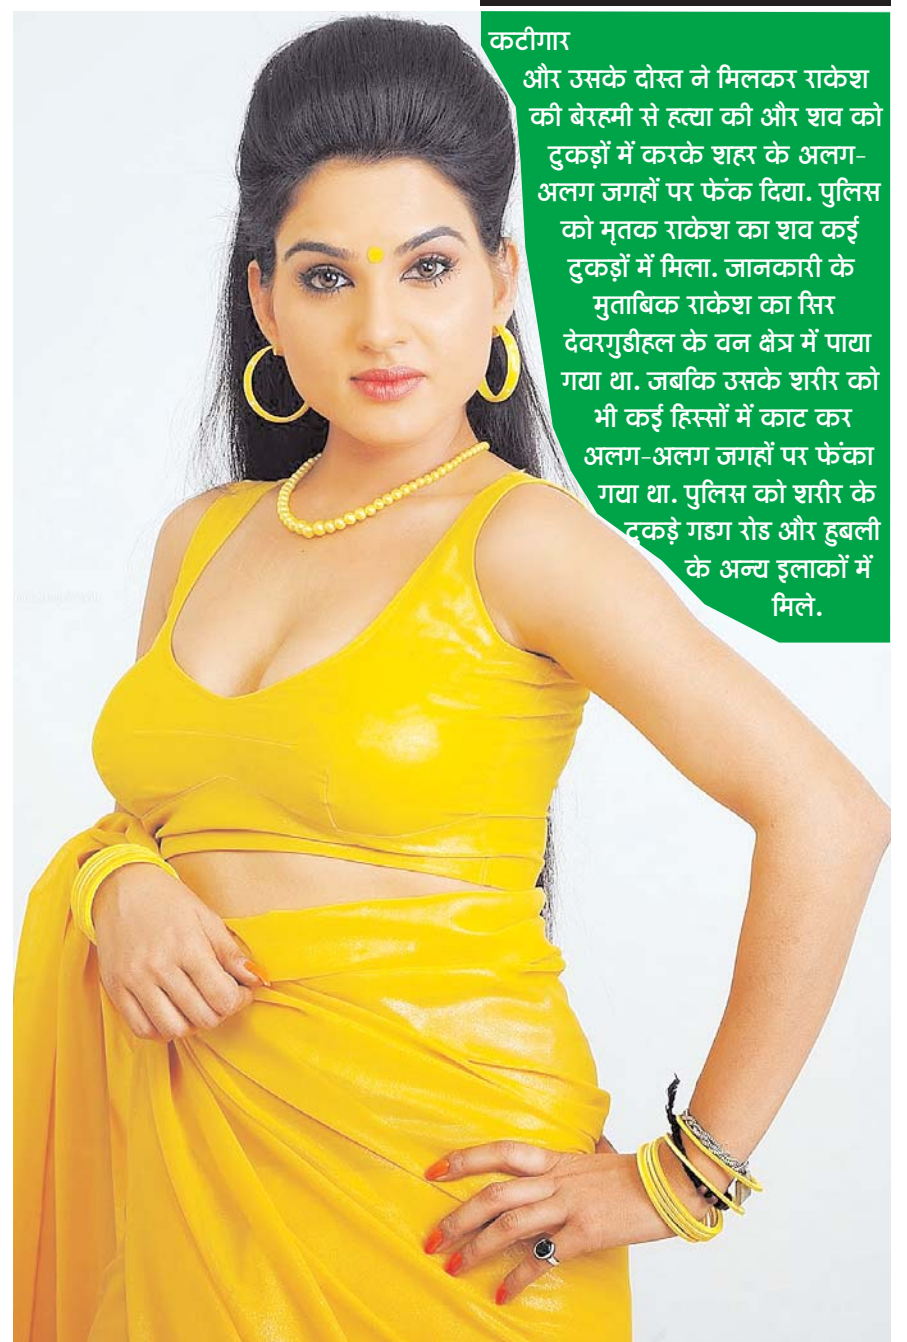 कटीगार
और उसके दोस्त ने मिलकर राकेश
की बेरहमी से हत्या की और शव को
टुकड़ों में करके शहर के अलग-
अलग जगहों पर फेंक दिया. पुलिस
को मृतक राकेश का शव कई
टुकड़ों में मिला. जानकारी के
मुताबिक राकेश का सिर
देवरगुडीहल के वन क्षेत्र में पाया
गया था. जबकि उसके शरीर को
भी कई हिस्सों में काट कर
अलग-अलग जगहों पर फेंका
गया था. पुलिस को शरीर के
टुकड़े गडग रोड और हुबली
के अन्य इलाकों में
मिले.